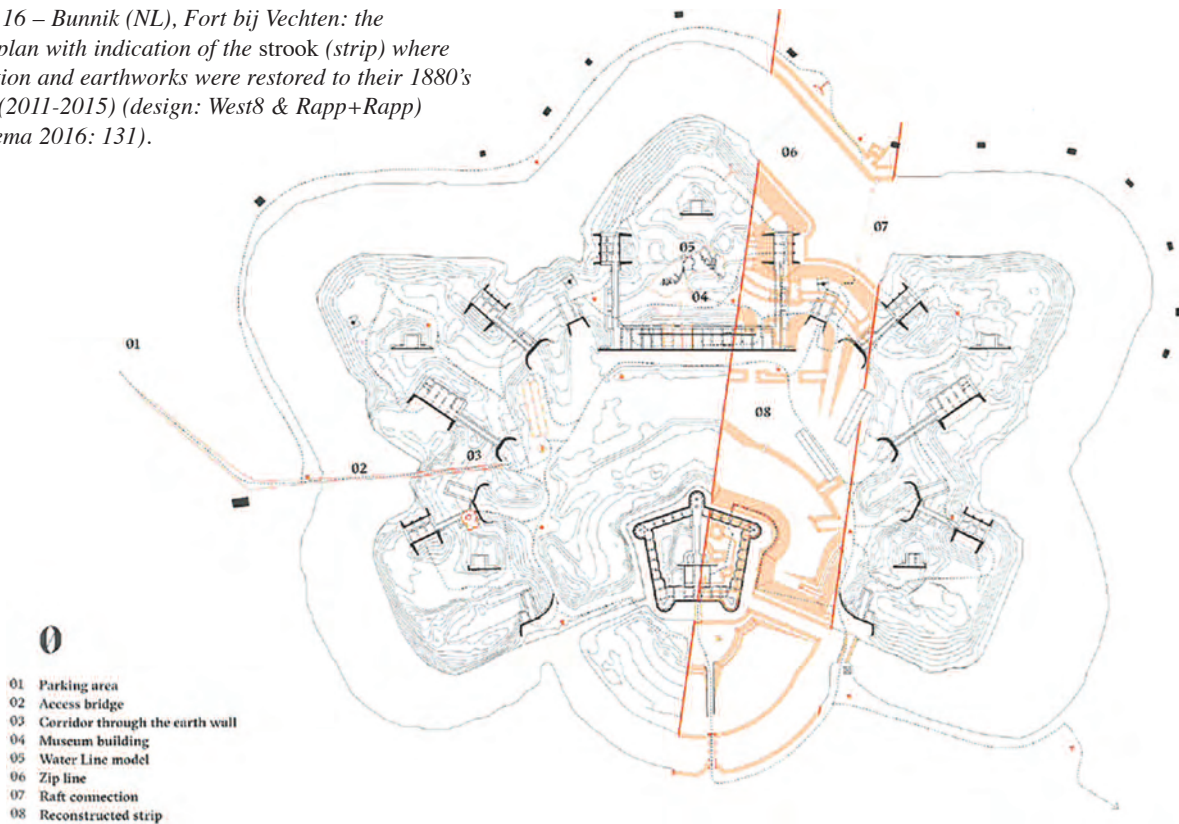 16 – Bunnik (NL), Fort bij Vechten: the
plan with indication of the strook (strip) where
tion and earthworks were restored to their 1880's
(2011-2015) (design: West8 & Rapp+Rapp)
ema 2016: 131).
06
07
05
04
01
08
03
02
0
01 Parking area
02 Access bridge
03 Corridor through the earth wall
04 Museum building
05 Water Line model
06 Zip line
07 Raft connection
08 Reconstructed strip